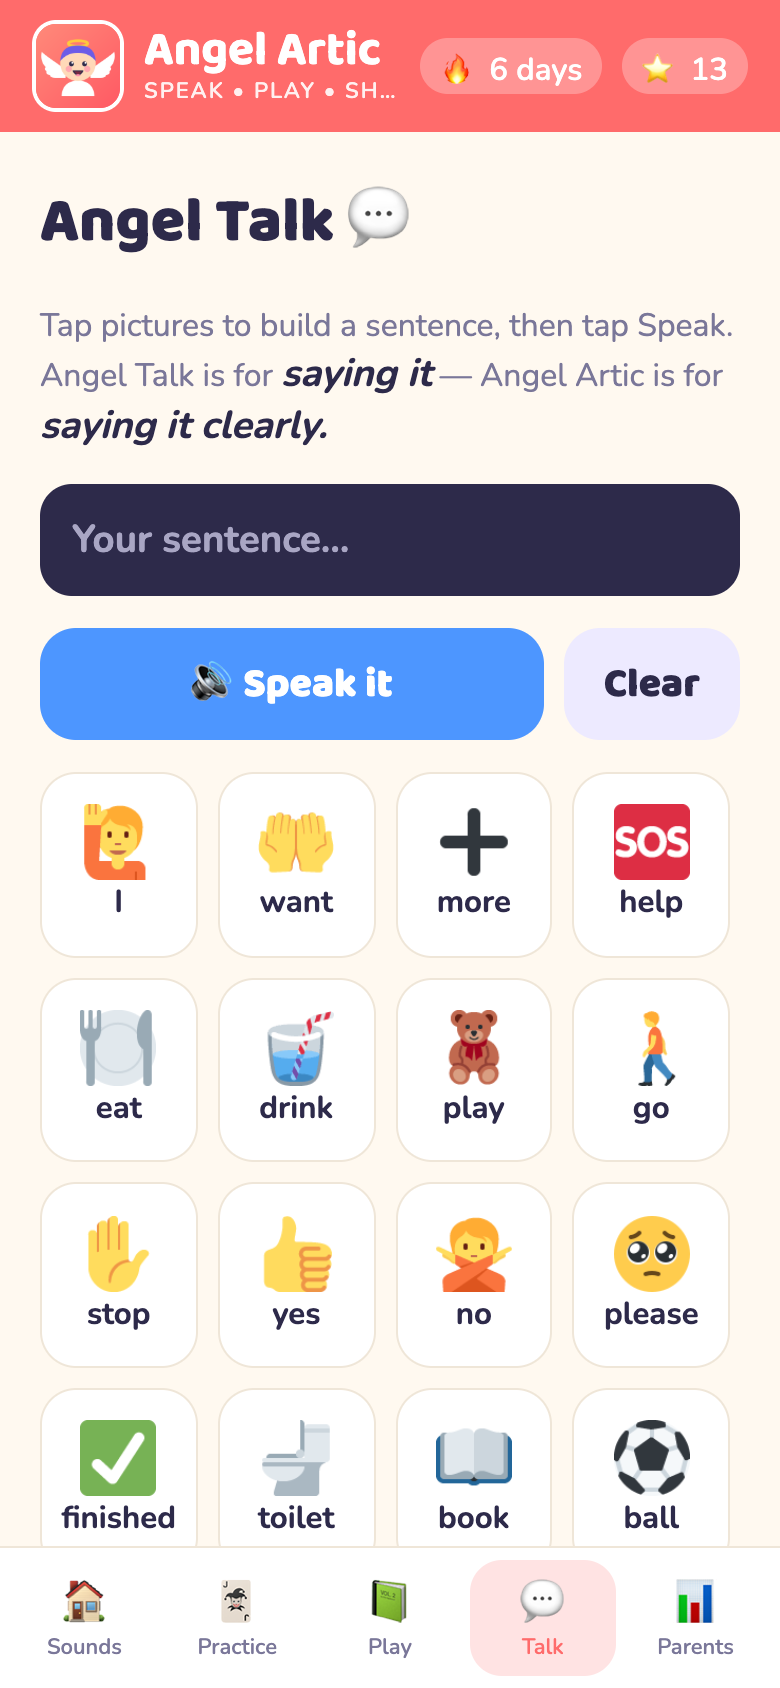 Angel Artic
SPEAK • PLAY • SH...
6 days
13
Angel Talk
Tap pictures to build a sentence, then tap Speak.
Angel Talk is for saying it — Angel Artic is for
saying it clearly.
Your sentence...
Speak it
Clear
I
want
more
SOS
help
eat
drink
play
go
stop
yes
no
please
finished
toilet
book
ball
Sounds
Practice
Play
Talk
Parents